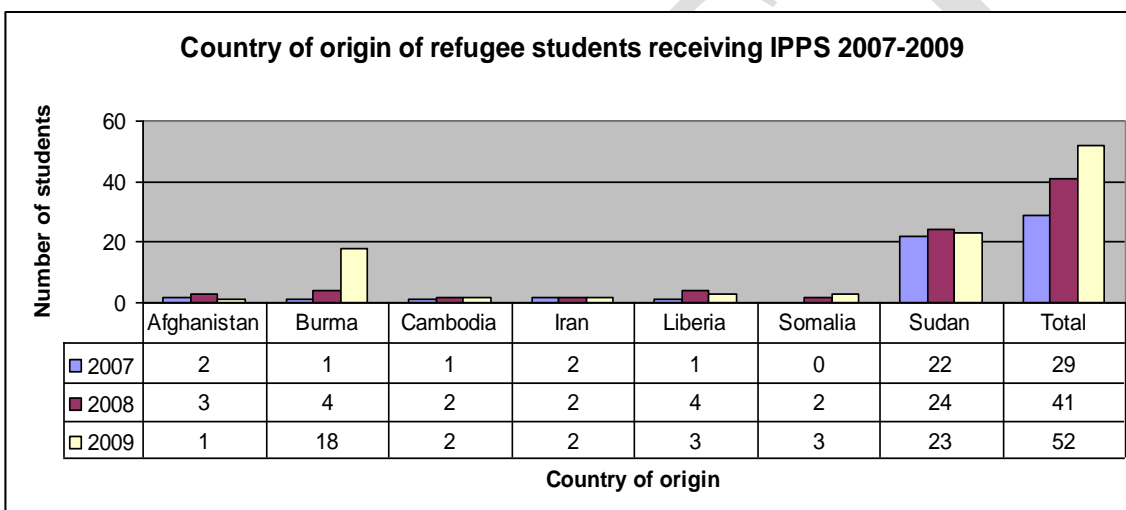 Country of origin of refugee students receiving IPPS 2007-2009
Number of students
60
40
20
0
Afghanistan Burma Cambodia Iran Liberia Somalia Sudan Total
2007 2 1 1 2 1 0 22 29
2008 3 4 2 2 4 2 24 41
2009 1 18 2 2 3 3 23 52
Country of origin